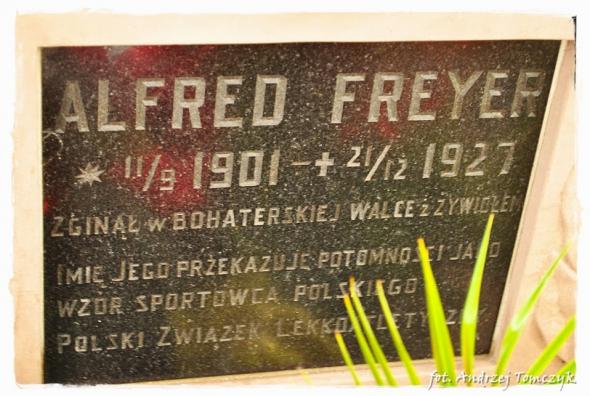 ALFRED FREYER
* 11/9 1901 – + 21/12 1927
ZGINĄŁ W BOHATERSKIEJ WALCE Z ŻYWIOŁEM
IMIĘ JEGO PRZEKAZUJE POTOMNOŚCI JAKO
WZÓR SPORTOWCA POLSKIEGO
POLSKI ZWIĄZEK LEKKOATLETYCZNY
fot. Andrzej Tomczyk